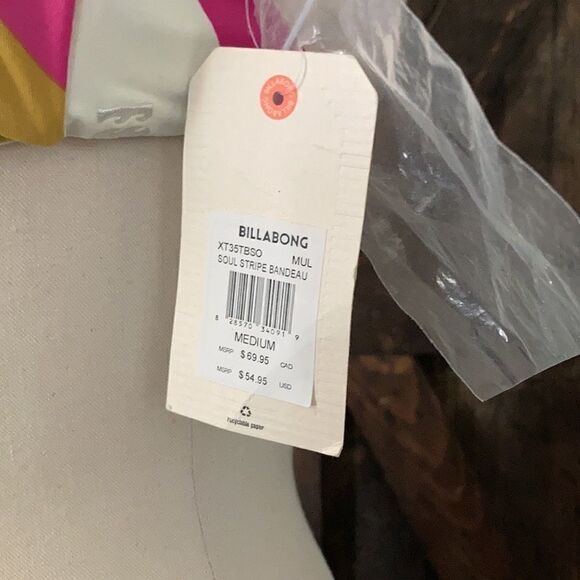 BILLABONG
XT35TBSO MUL
SOUL STRIPE BANDEAU
8 28570 34091 9
MEDIUM
MSRP $69.95 CAD
MSRP $54.95 USD
recyclable paper